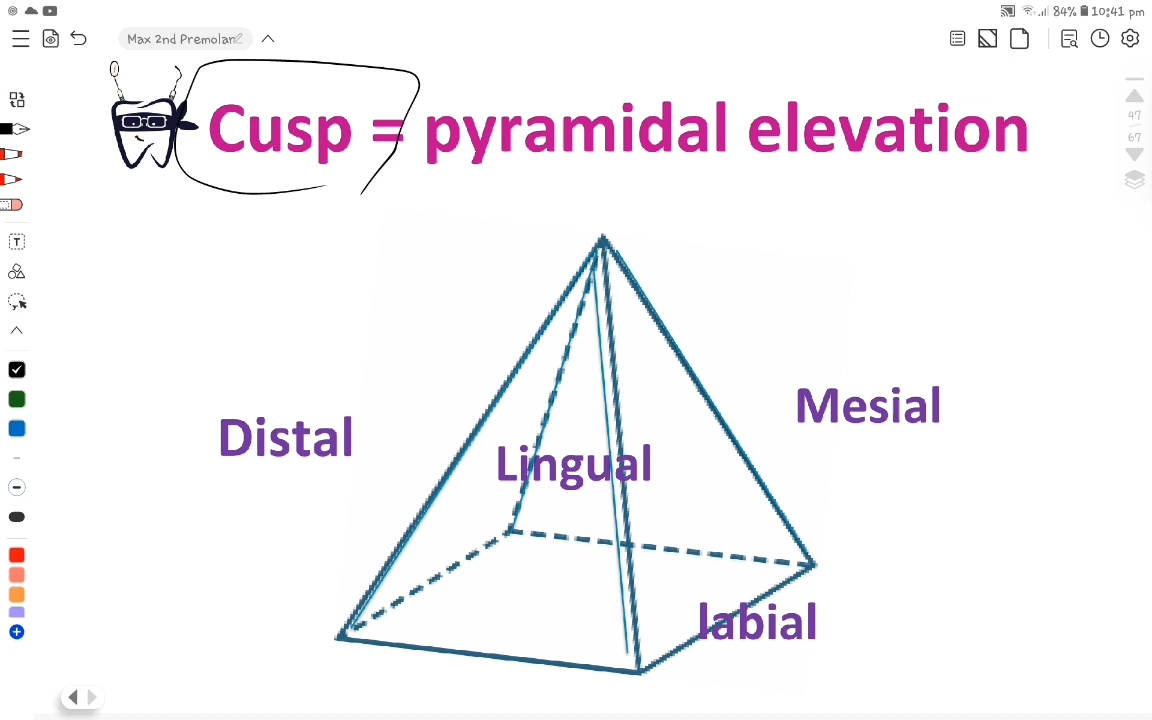 84% 10:41 pm
Max 2nd Premolar
Cusp = pyramidal elevation
47
67
T
Mesial
Distal
Lingual
labial